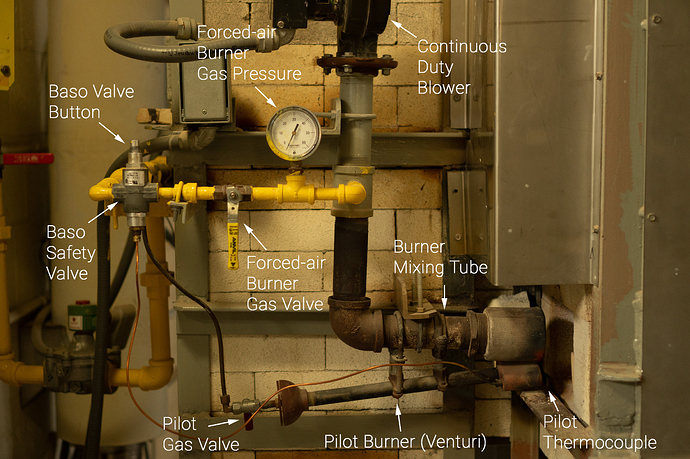 Forced-air
Burner
Gas Pressure
Continuous
Duty
Blower
Baso Valve
Button
Baso
Safety
Valve
Forced-air
Burner
Gas Valve
Burner
Mixing Tube
Pilot
Gas Valve
Pilot Burner (Venturi)
Pilot
Thermocouple